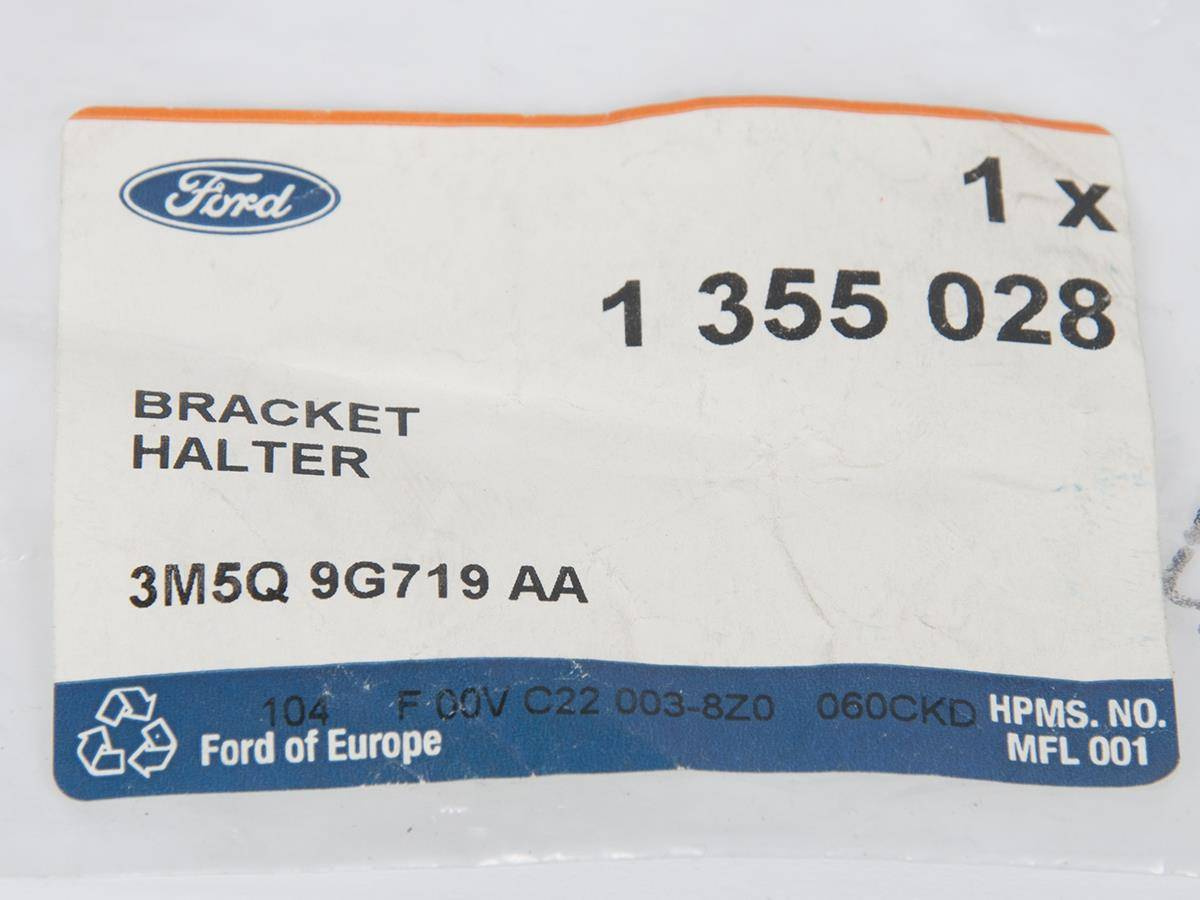 Ford
1 x
1 355 028
BRACKET
HALTER
3M5Q 9G719 AA
104 F 00V C22 003-8Z0 060CKD
HPMS. NO.
Ford of Europe
MFL 001